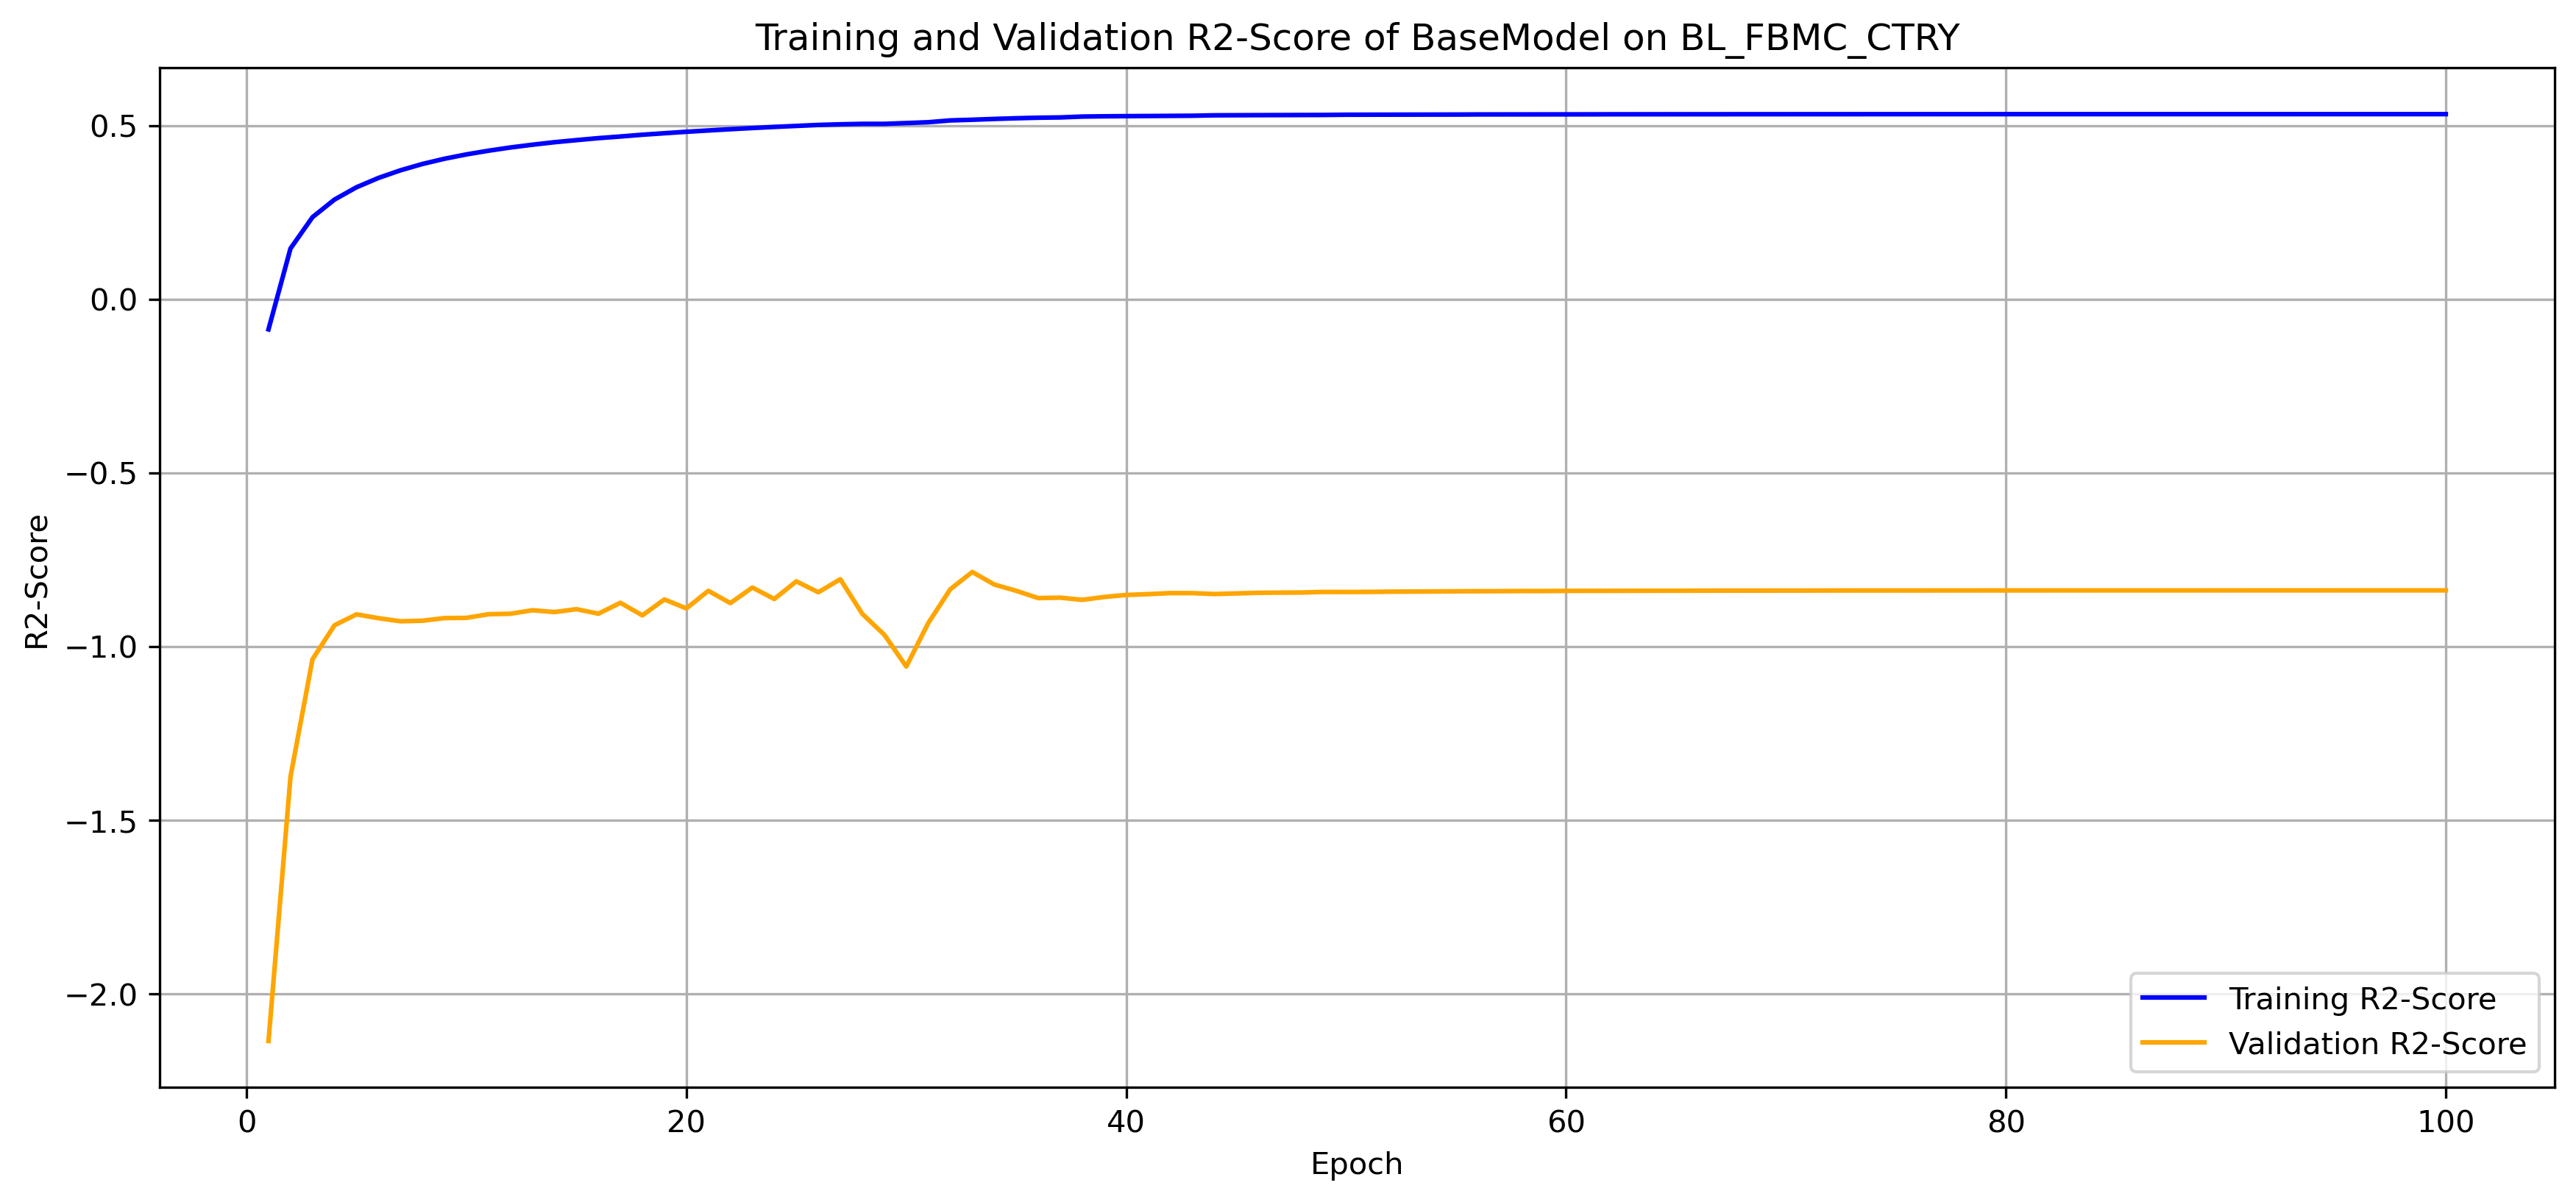 Training and Validation R2-Score of BaseModel on BL_FBMC_CTRY
R2-Score
0.5
0.0
−0.5
−1.0
−1.5
−2.0
0 20 40 60 80 100
Epoch
Training R2-Score
Validation R2-Score